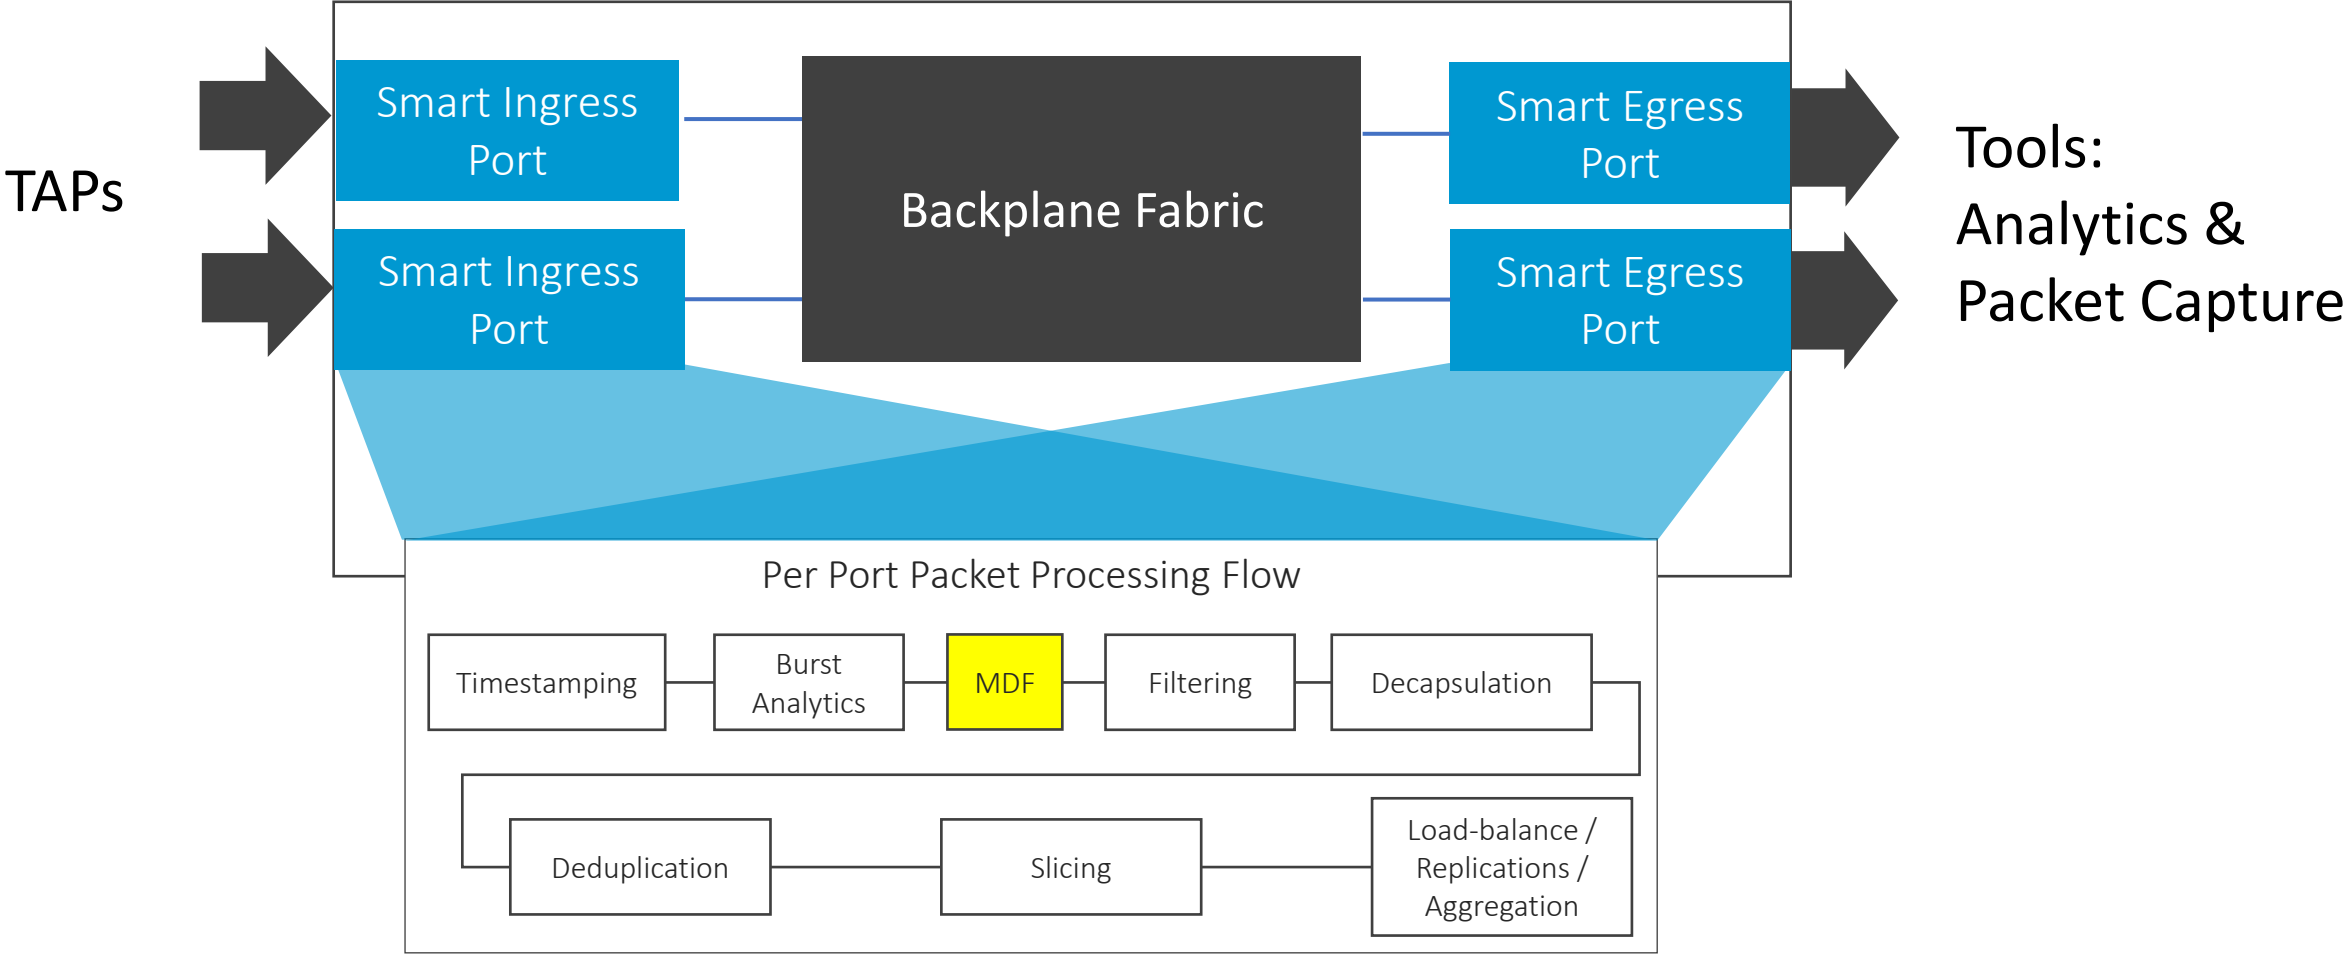 TAPs
Smart Ingress
Port
Smart Ingress
Port
Backplane Fabric
Smart Egress
Port
Smart Egress
Port
Tools:
Analytics &
Packet Capture
Per Port Packet Processing Flow
Timestamping
Burst
Analytics
MDF
Filtering
Decapsulation
Deduplication
Slicing
Load-balance /
Replications /
Aggregation